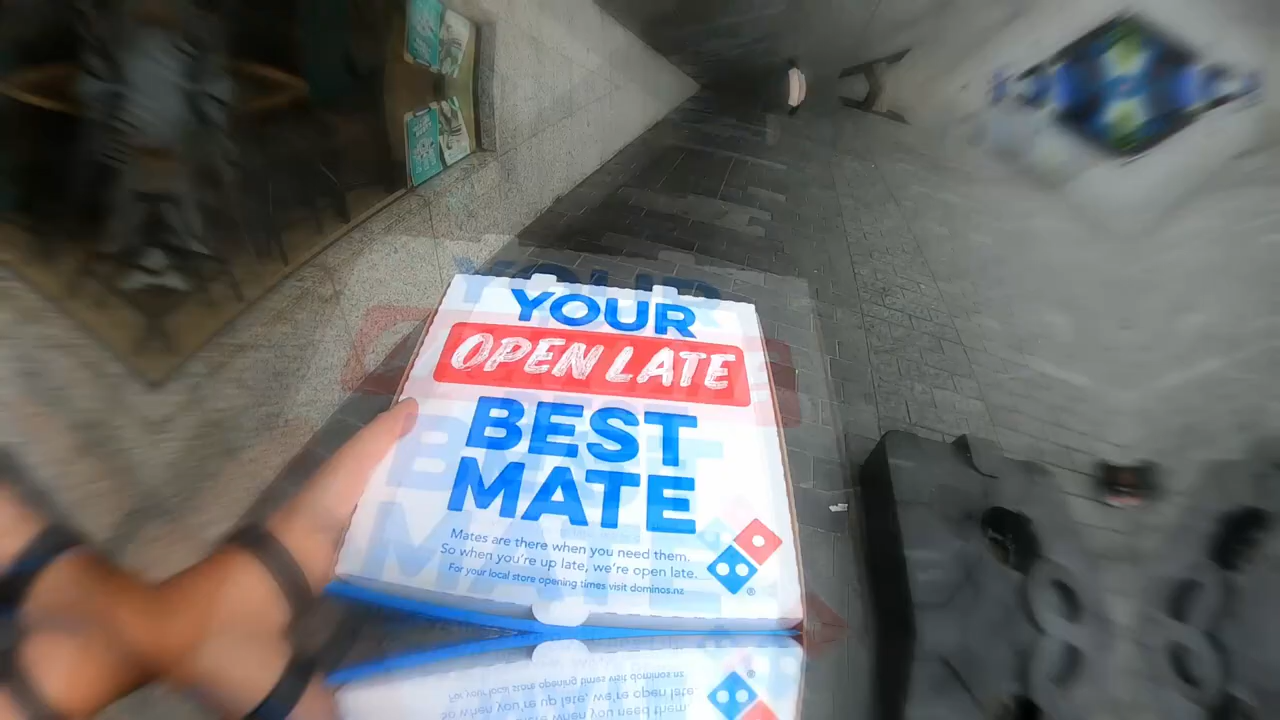 YOUR
OPEN LATE
BEST
MATE
Mates are there when you need them.
So when you're up late, we're open late.
For your local store opening times visit dominos.nz
®